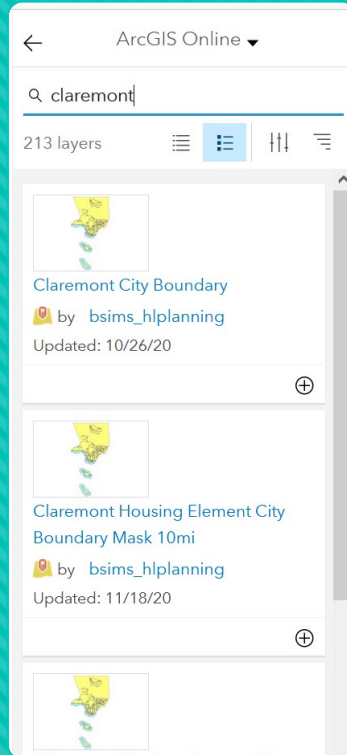 ArcGIS Online
claremont
213 layers
Claremont City Boundary
by bsims_hlplanning
Updated: 10/26/20
Claremont Housing Element City
Boundary Mask 10mi
by bsims_hlplanning
Updated: 11/18/20